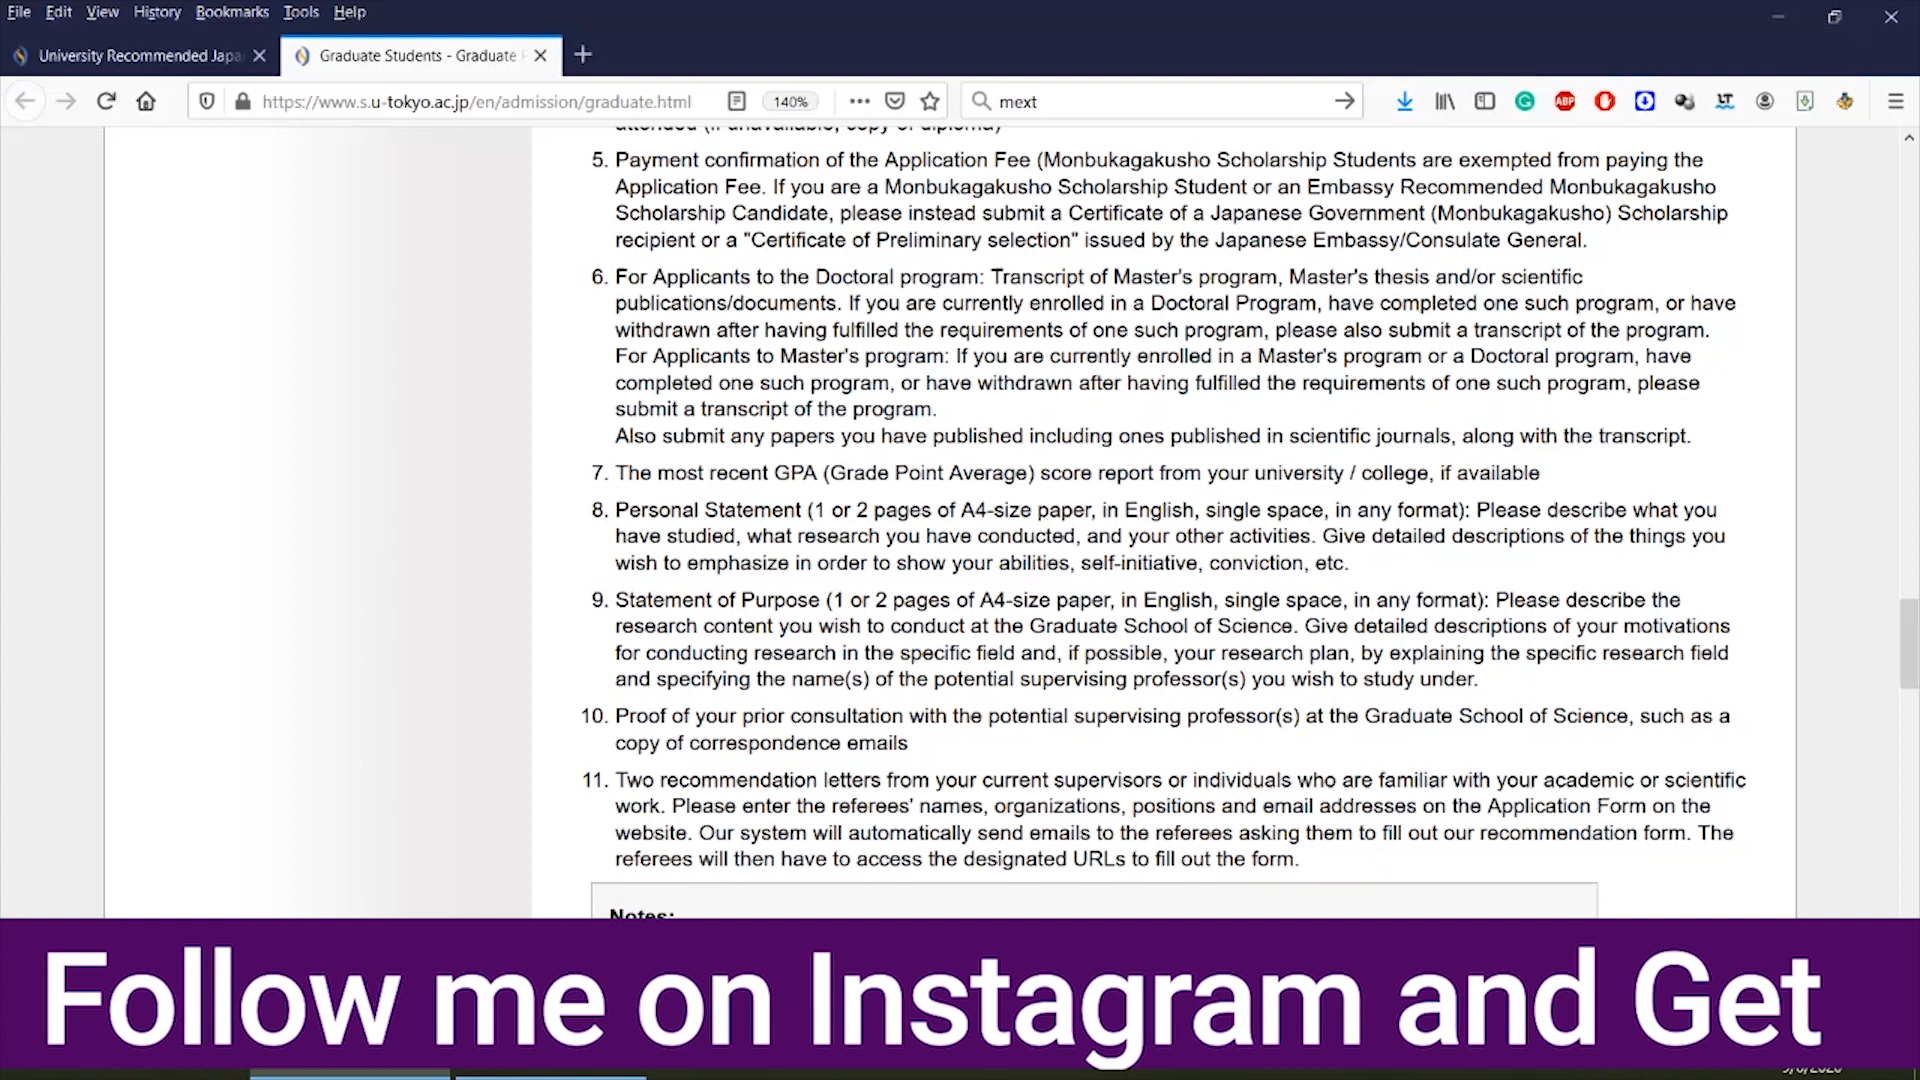 File Edit View History Bookmarks Tools Help
University Recommended Japa
Graduate Students - Graduate
https://www.s.u-tokyo.ac.jp/en/admission/graduate.html
140%
mext
attended (if unavailable, copy of diploma)
5. Payment confirmation of the Application Fee (Monbukagakusho Scholarship Students are exempted from paying the
Application Fee. If you are a Monbukagakusho Scholarship Student or an Embassy Recommended Monbukagakusho
Scholarship Candidate, please instead submit a Certificate of a Japanese Government (Monbukagakusho) Scholarship
recipient or a "Certificate of Preliminary selection" issued by the Japanese Embassy/Consulate General.
6. For Applicants to the Doctoral program: Transcript of Master's program, Master's thesis and/or scientific
publications/documents. If you are currently enrolled in a Doctoral Program, have completed one such program, or have
withdrawn after having fulfilled the requirements of one such program, please also submit a transcript of the program.
For Applicants to Master's program: If you are currently enrolled in a Master's program or a Doctoral program, have
completed one such program, or have withdrawn after having fulfilled the requirements of one such program, please
submit a transcript of the program.
Also submit any papers you have published including ones published in scientific journals, along with the transcript.
7. The most recent GPA (Grade Point Average) score report from your university / college, if available
8. Personal Statement (1 or 2 pages of A4-size paper, in English, single space, in any format): Please describe what you
have studied, what research you have conducted, and your other activities. Give detailed descriptions of the things you
wish to emphasize in order to show your abilities, self-initiative, conviction, etc.
9. Statement of Purpose (1 or 2 pages of A4-size paper, in English, single space, in any format): Please describe the
research content you wish to conduct at the Graduate School of Science. Give detailed descriptions of your motivations
for conducting research in the specific field and, if possible, your research plan, by explaining the specific research field
and specifying the name(s) of the potential supervising professor(s) you wish to study under.
10. Proof of your prior consultation with the potential supervising professor(s) at the Graduate School of Science, such as a
copy of correspondence emails
11. Two recommendation letters from your current supervisors or individuals who are familiar with your academic or scientific
work. Please enter the referees' names, organizations, positions and email addresses on the Application Form on the
website. Our system will automatically send emails to the referees asking them to fill out our recommendation form. The
referees will then have to access the designated URLs to fill out the form.
Notes:
Follow me on Instagram and Get